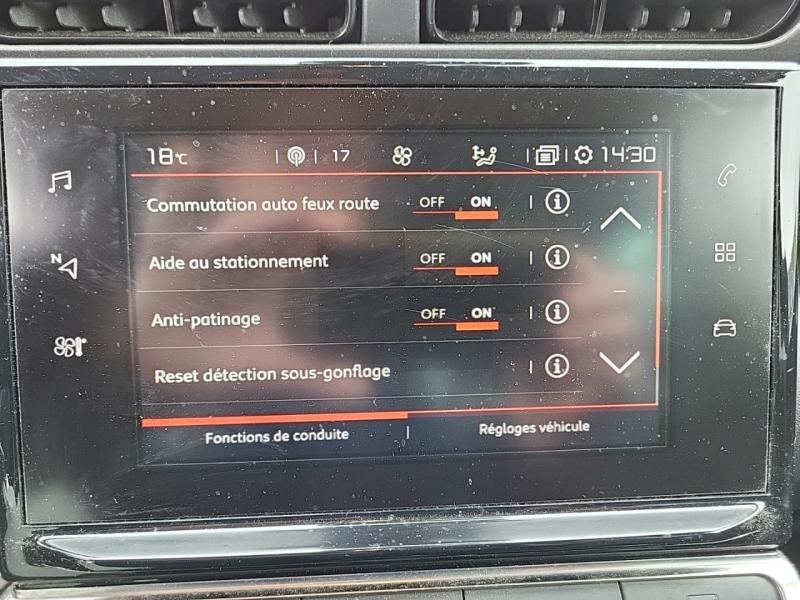 18°C 17 14:30
Commutation auto feux route OFF ON
N
Aide au stationnement OFF ON
Anti-patinage OFF ON
Reset détection sous-gonflage
Fonctions de conduite Réglages véhicule